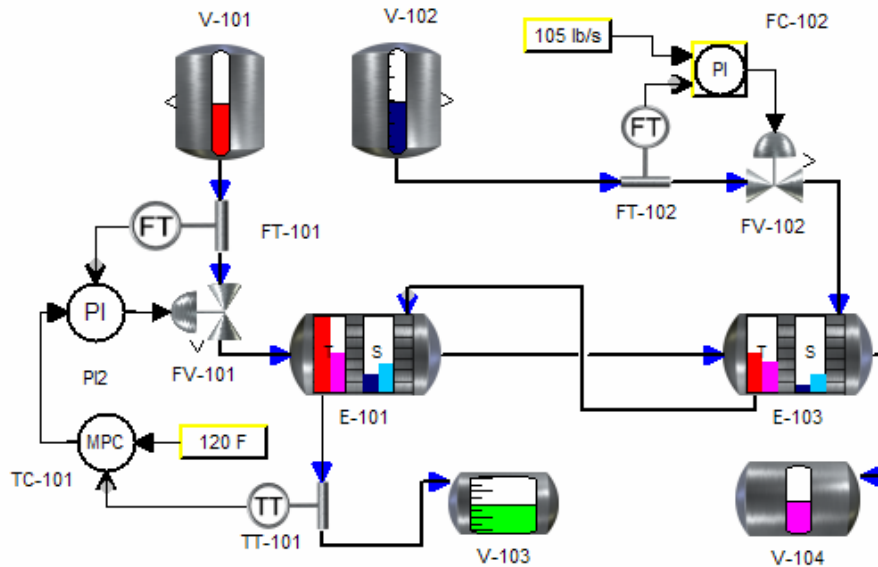 V-101
V-102
FC-102
105 lb/s
PI
FT
FT-102
FV-102
FT
FT-101
PI
PI2
FV-101
T
S
E-101
T
S
E-103
MPC
120 F
TC-101
TT
TT-101
V-103
V-104